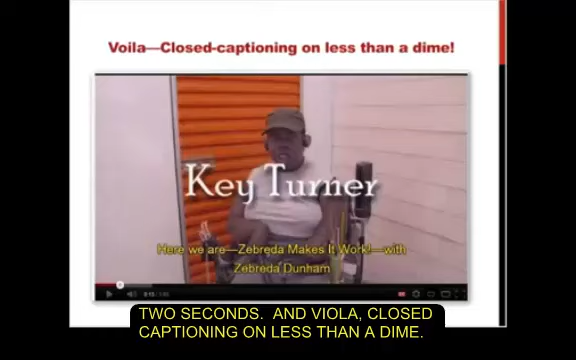 Voila—Closed-captioning on less than a dime!
Key Turner
Here we are—Zebreda Makes It Work!—with
Zebreda Dunham
TWO SECONDS. AND VIOLA, CLOSED
CAPTIONING ON LESS THAN A DIME.